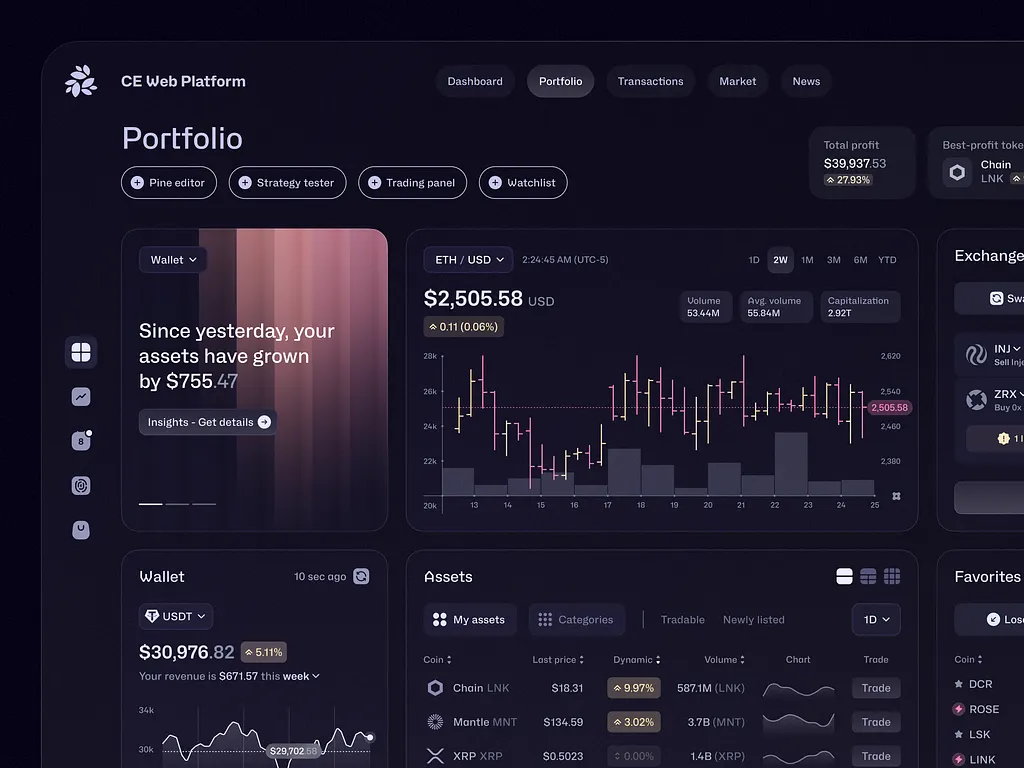 CE Web Platform
Dashboard
Portfolio
Transactions
Market
News
Portfolio
Pine editor
Strategy tester
Trading panel
Watchlist
Total profit
$39,937.53
27.93%
Best-profit toke
Chain
LNK
Wallet
Since yesterday, your
assets have grown
by $755.47
Insights - Get details
ETH / USD
2:24:45 AM (UTC-5)
1D 2W 1M 3M 6M YTD
$2,505.58 USD
0.11 (0.06%)
Volume
53.44M
Avg. volume
55.84M
Capitalization
2.92T
28k
26k
24k
22k
20k
2,620
2,540
2,505.58
2,460
2,380
13 14 15 16 17 18 19 20 21 22 23 24 25
Exchange
Swa
INJ
Sell Inje
ZRX
Buy 0x
1 I
8
Wallet
10 sec ago
USDT
$30,976.82
5.11%
Your revenue is $671.57 this week
34k
30k
$29,702.58
Assets
My assets
Categories
Tradable
Newly listed
1D
Coin Last price Dynamic Volume Chart Trade
Chain LNK $18.31 9.97% 587.1M (LNK) Trade
Mantle MNT $134.59 3.02% 3.7B (MNT) Trade
XRP XRP $0.5023 0.00% 1.4B (XRP) Trade
Favorites
Lose
Coin
DCR
ROSE
LSK
LINK